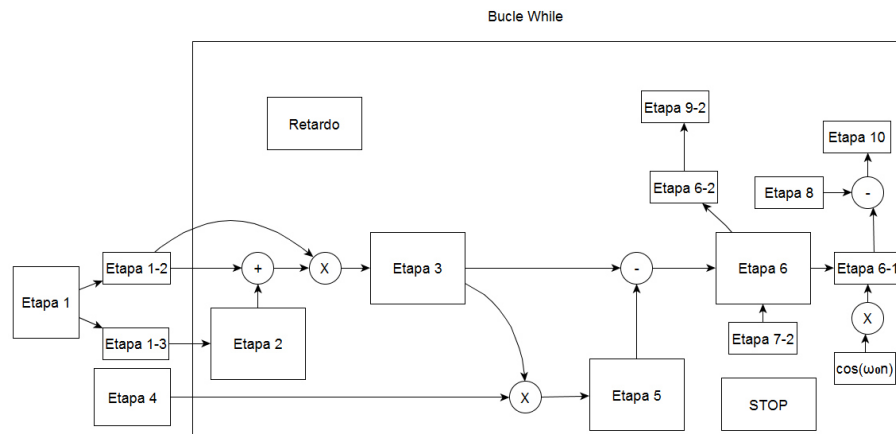 Bucle While
Retardo
Etapa 9-2
Etapa 10
Etapa 6-2
Etapa 8
-
Etapa 1
Etapa 1-2
+
X
Etapa 3
-
Etapa 6
Etapa 6-1
Etapa 1-3
Etapa 2
Etapa 7-2
X
Etapa 4
X
Etapa 5
STOP
cos(ω₀n)